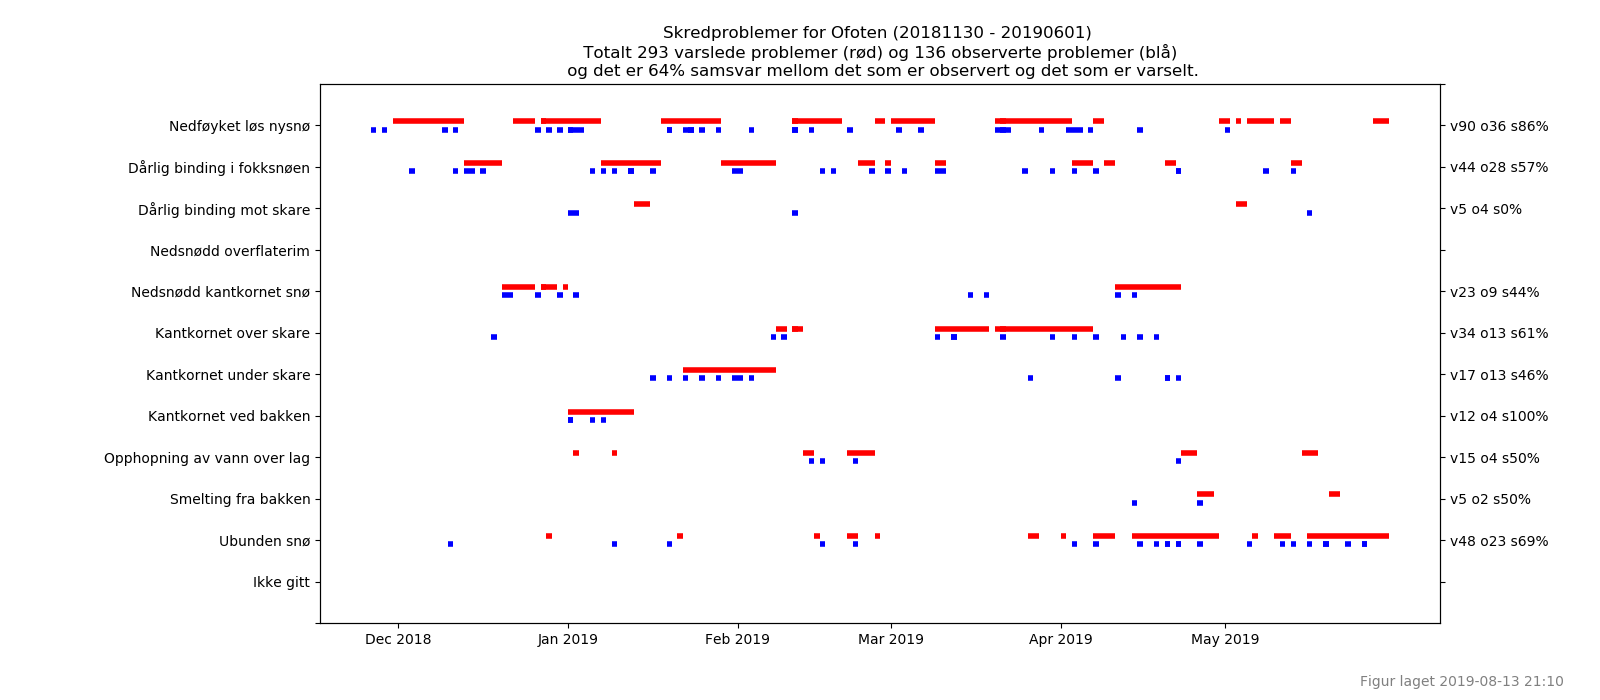 Skredproblemer for Ofoten (20181130 - 20190601)
Totalt 293 varslede problemer (rød) og 136 observerte problemer (blå)
og det er 64% samsvar mellom det som er observert og det som er varselt.
Nedføyket løs nysnø
v90 o36 s86%
Dårlig binding i fokksnøen
v44 o28 s57%
Dårlig binding mot skare
v5 o4 s0%
Nedsnødd overflaterim
Nedsnødd kantkornet snø
v23 o9 s44%
Kantkornet over skare
v34 o13 s61%
Kantkornet under skare
v17 o13 s46%
Kantkornet ved bakken
v12 o4 s100%
Opphopning av vann over lag
v15 o4 s50%
Smelting fra bakken
v5 o2 s50%
Ubunden snø
v48 o23 s69%
Ikke gitt
Dec 2018 Jan 2019 Feb 2019 Mar 2019 Apr 2019 May 2019
Figur laget 2019-08-13 21:10